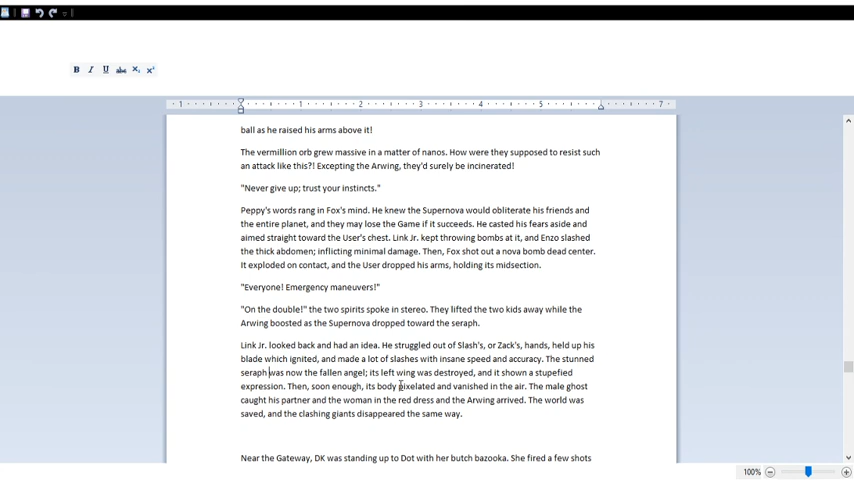 B I U abc X₂ X²
1 1 2 3 4 5 7
ball as he raised his arms above it!
The vermillion orb grew massive in a matter of nanos. How were they supposed to resist such
an attack like this?! Excepting the Arwing, they'd surely be incinerated!
"Never give up; trust your instincts."
Peppy's words rang in Fox's mind. He knew the Supernova would obliterate his friends and
the entire planet, and they may lose the Game if it succeeds. He casted his fears aside and
aimed straight toward the User's chest. Link Jr. kept throwing bombs at it, and Enzo slashed
the thick abdomen; inflicting minimal damage. Then, Fox shot out a nova bomb dead center.
It exploded on contact, and the User dropped his arms, holding its midsection.
"Everyone! Emergency maneuvers!"
"On the double!" the two spirits spoke in stereo. They lifted the two kids away while the
Arwing boosted as the Supernova dropped toward the seraph.
Link Jr. looked back and had an idea. He struggled out of Slash's, or Zack's, hands, held up his
blade which ignited, and made a lot of slashes with insane speed and accuracy. The stunned
seraph was now the fallen angel; its left wing was destroyed, and it shown a stupefied
expression. Then, soon enough, its body pixelated and vanished in the air. The male ghost
caught his partner and the woman in the red dress and the Arwing arrived. The world was
saved, and the clashing giants disappeared the same way.
Near the Gateway, DK was standing up to Dot with her butch bazooka. She fired a few shots
100%